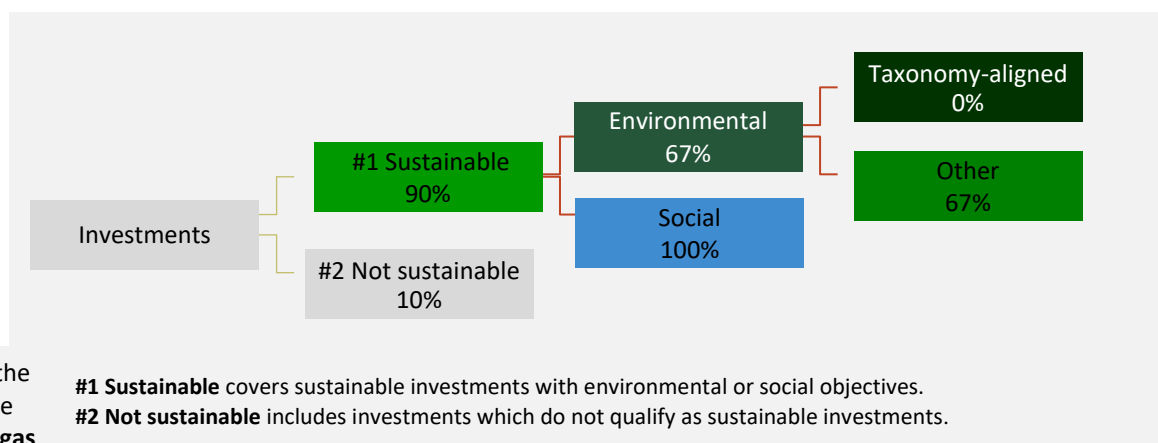 Taxonomy-aligned
0%
Environmental
67%
#1 Sustainable
90%
Other
67%
Social
100%
Investments
#2 Not sustainable
10%
the
#1 Sustainable covers sustainable investments with environmental or social objectives.
e
#2 Not sustainable includes investments which do not qualify as sustainable investments.
gas